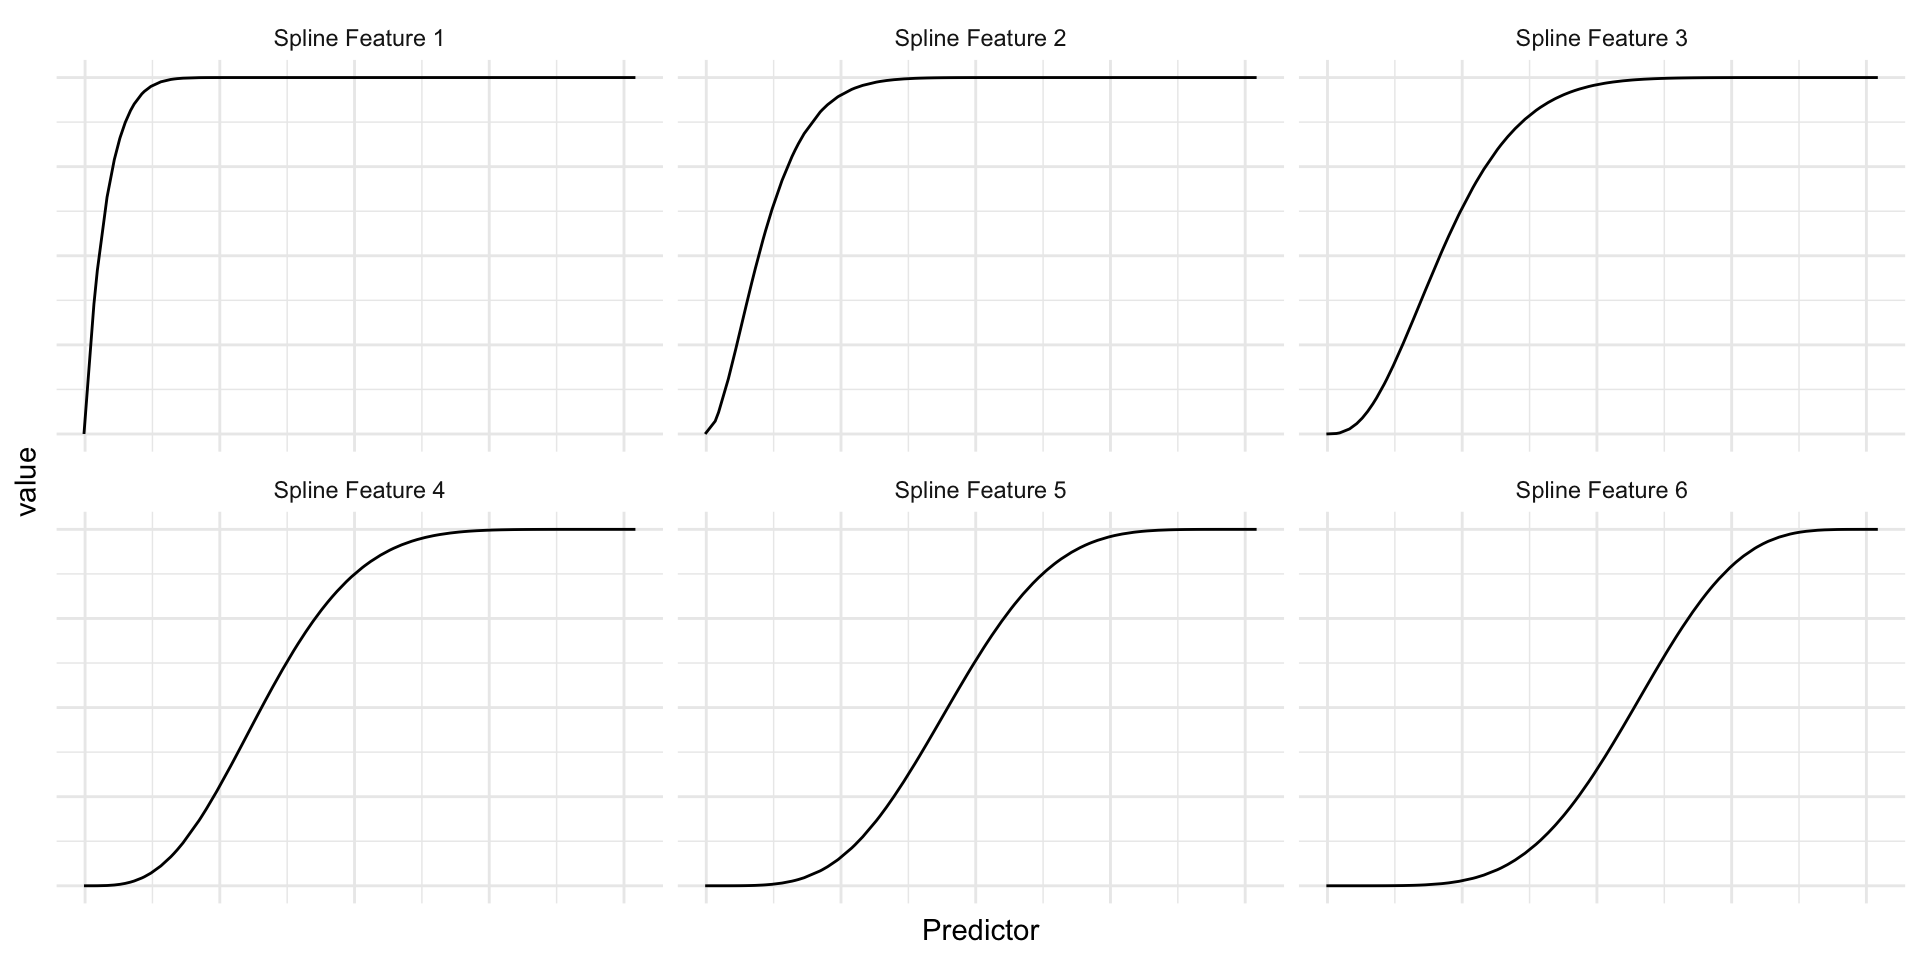 Spline Feature 1
Spline Feature 2
Spline Feature 3
value
Spline Feature 4
Spline Feature 5
Spline Feature 6
Predictor